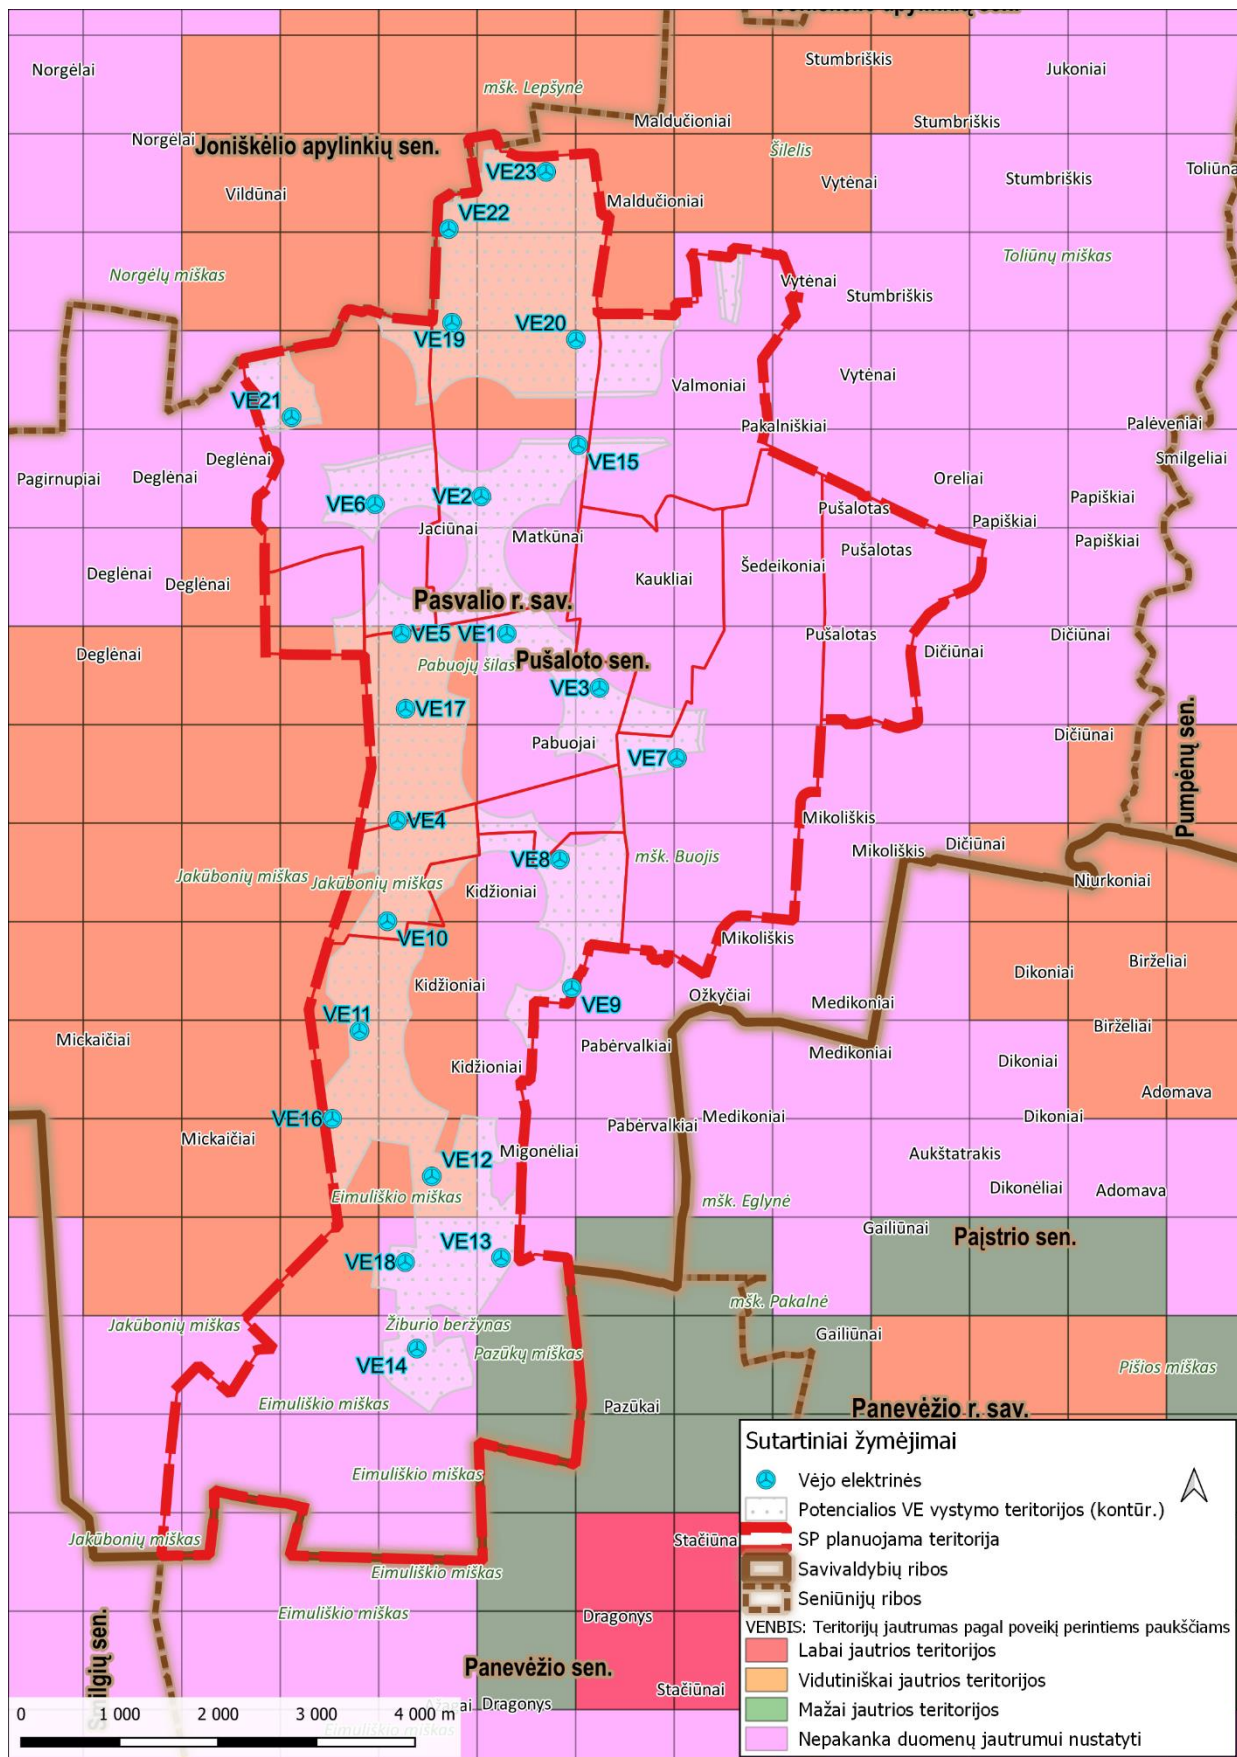 Joniškėlio apylinkių sen.
Norgėlai
Stumbriškis
Jukoniai
mšk. Lepšynė
Maldučioniai
Stumbriškis
Norgėlai
Joniškėlio apylinkių sen.
Šilelis
Toliūna
VE23
Vytėnai
Stumbriškis
Vildūnai
Maldučioniai
VE22
Norgėlų miškas
Toliūnų miškas
Vytėnai
Stumbriškis
VE19
VE20
Valmoniai
Vytėnai
VE21
Pakalniškiai
Palėveniai
Deglėnai
VE15
Smilgeliai
Pagirnupiai
Deglėnai
Oreliai
VE6
VE2
Papiškiai
Jaciūnai
Matkūnai
Pušalotas
Papiškiai
Pušalotas
Papiškiai
Deglėnai
Deglėnai
Kaukliai
Šedeikoniai
Pasvalio r. sav.
VE5
VE1
Pušalotas
Dičiūnai
Deglėnai
Pabuojų šilas
Pušaloto sen.
Dičiūnai
VE3
VE17
Pabuojai
Dičiūnai
VE7
Pumpėnų sen.
VE4
Mikoliškis
VE8
mšk. Buojis
Mikoliškis
Dičiūnai
Jakūbonių miškas
Jakūbonių miškas
Kidžioniai
Niurkoniai
VE10
Mikoliškis
Birželiai
Kidžioniai
Dikoniai
Ožkyčiai
VE9
Medikoniai
VE11
Birželiai
Mickaičiai
Pabėrvalkiai
Medikoniai
Dikoniai
Kidžioniai
Adomava
VE16
Pabėrvalkiai
Medikoniai
Dikoniai
Mickaičiai
Migonėliai
Aukštatrakis
VE12
Eimuliškio miškas
mšk. Eglynė
Dikonėliai
Adomava
Gailiūnai
Paįstrio sen.
VE13
VE18
mšk. Pakalnė
Jakūbonių miškas
Žiburio beržynas
Gailiūnai
Pazūkų miškas
VE14
Pišios miškas
Eimuliškio miškas
Pazūkai
Panevėžio r. sav.
Eimuliškio miškas
Jakūbonių miškas
Stačiūna
Eimuliškio miškas
Eimuliškio miškas
Dragonys
Smilgių sen.
Panevėžio sen.
Ažagai
Dragonys
Stačiūnai
Eimuliškio miškas
Sutartiniai žymėjimai
Vėjo elektrinės
Potencialios VE vystymo teritorijos (kontūr.)
SP planuojama teritorija
Savivaldybių ribos
Seniūnijų ribos
VENBIS: Teritorijų jautrumas pagal poveikį perintiems paukščiams
Labai jautrios teritorijos
Vidutiniškai jautrios teritorijos
Mažai jautrios teritorijos
Nepakanka duomenų jautrumui nustatyti
0 1 000 2 000 3 000 4 000 m